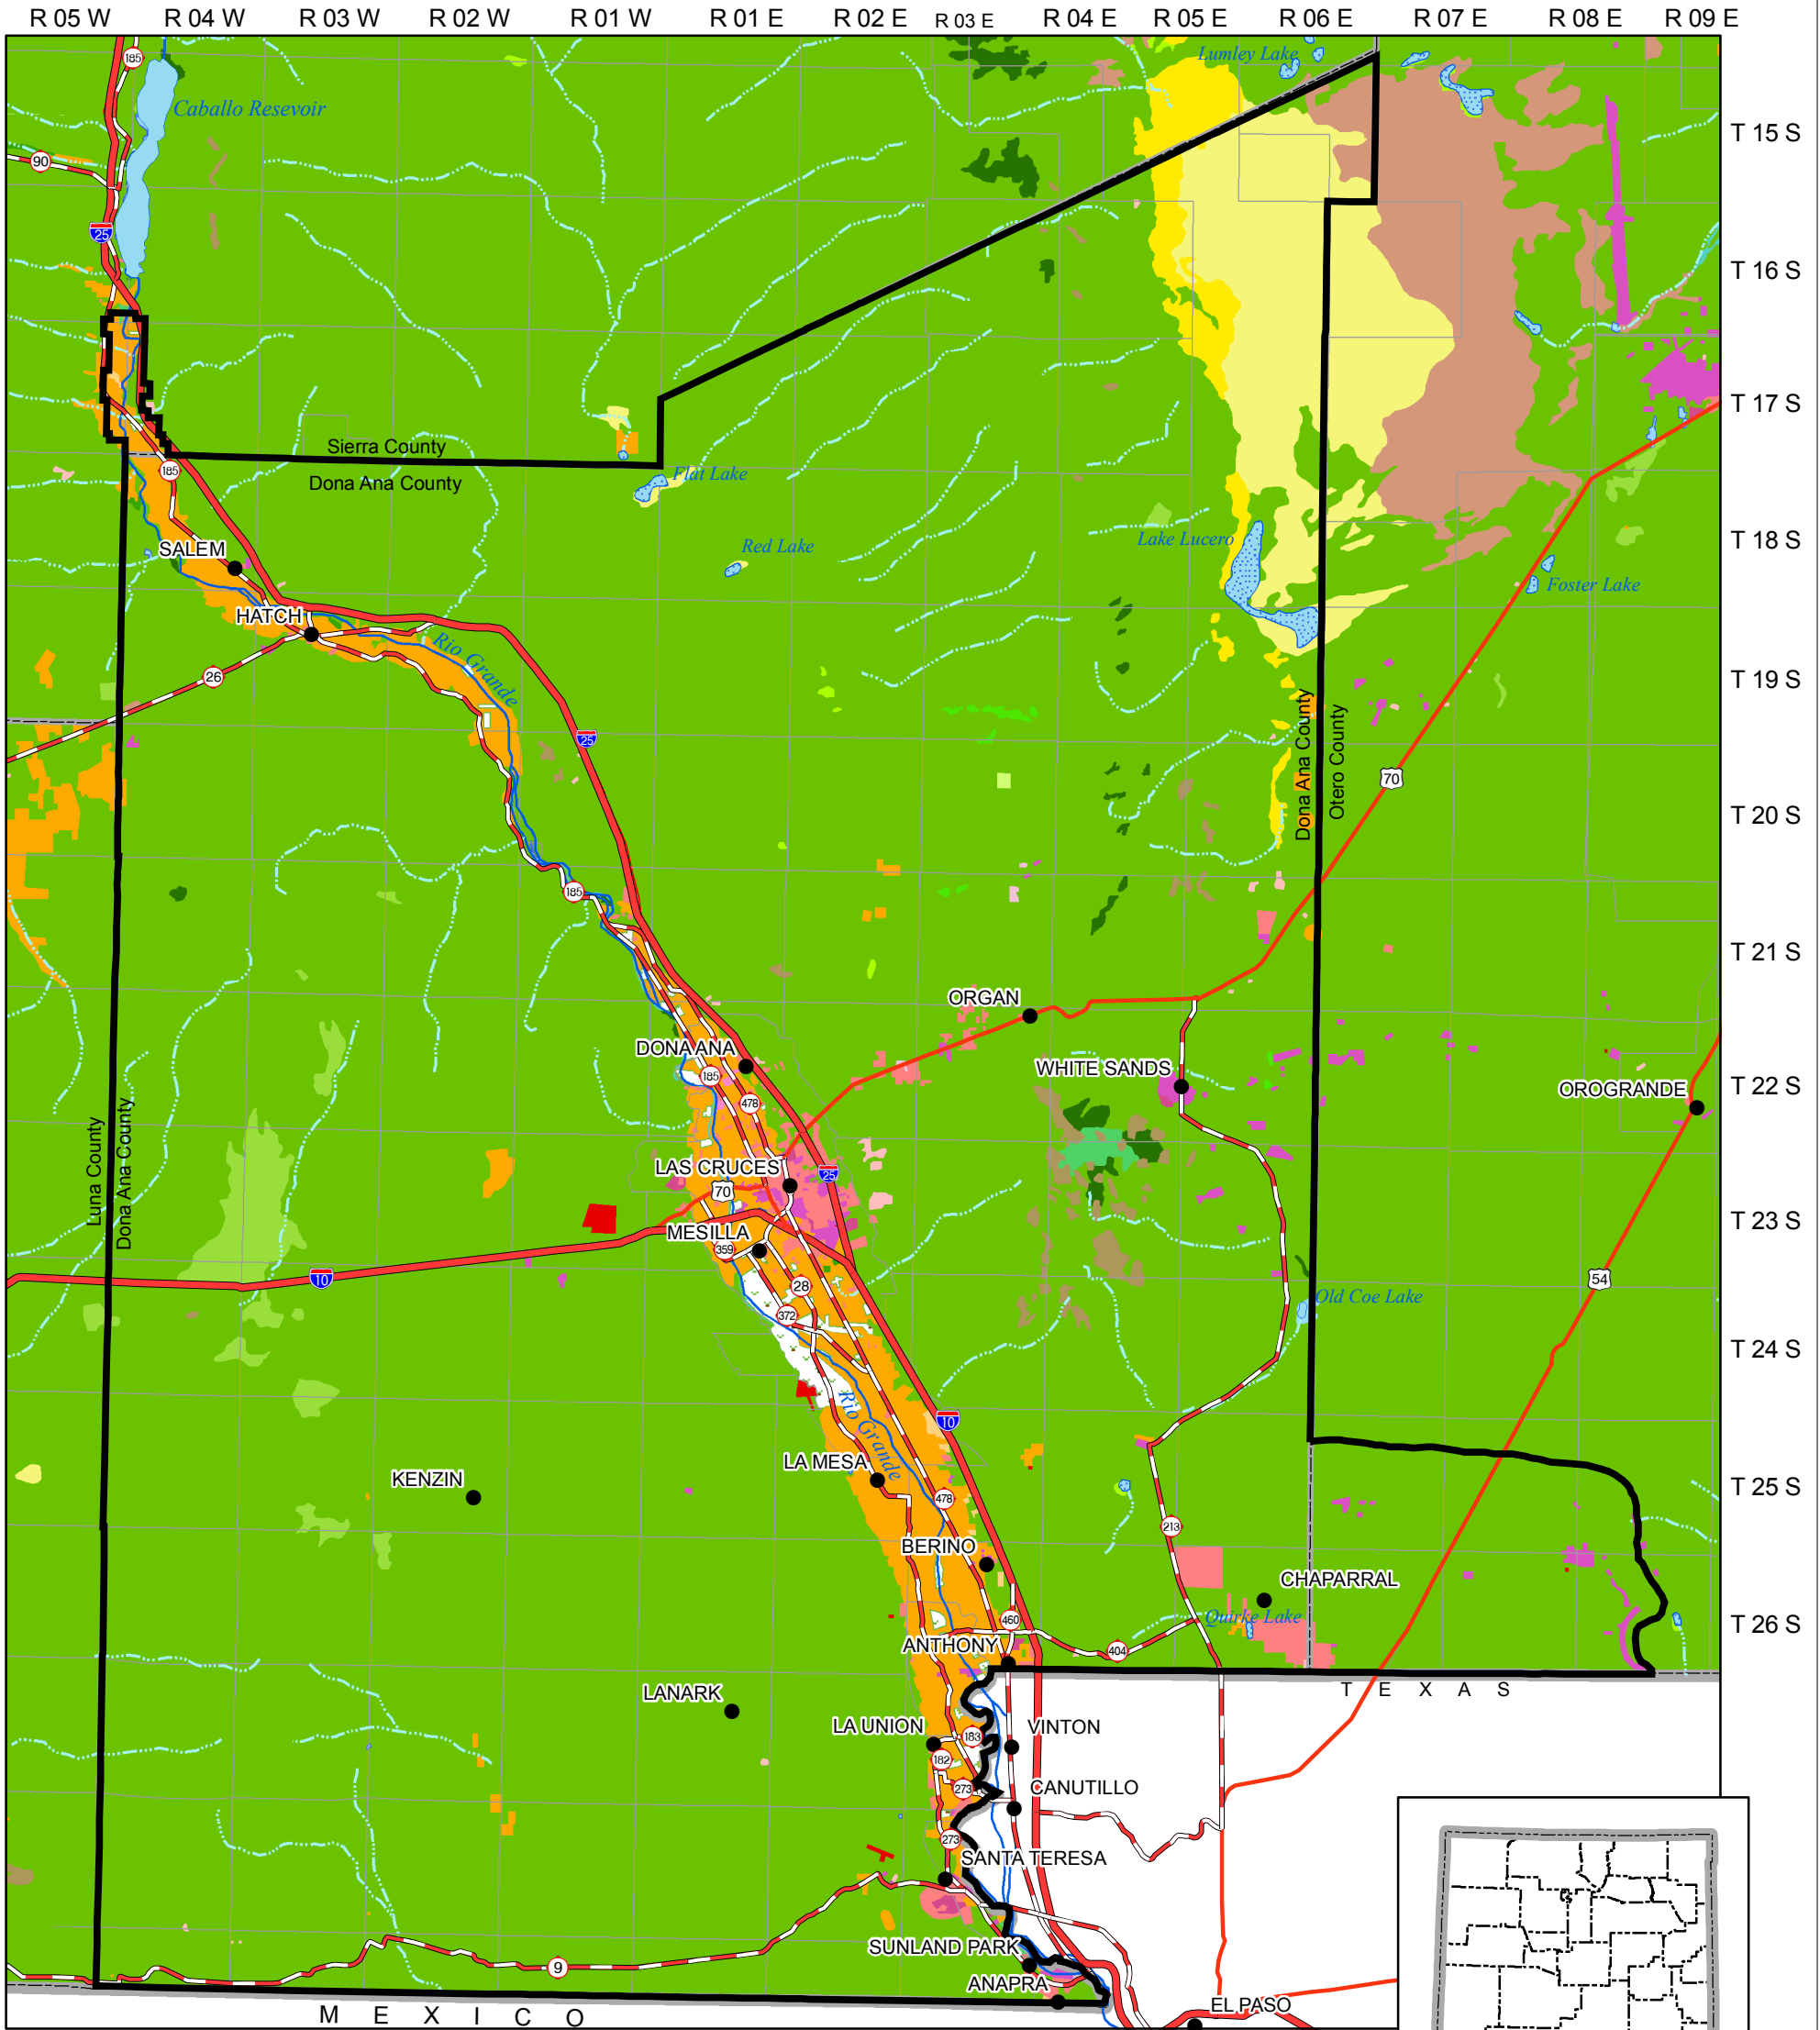 R 05 W R 04 W R 03 W R 02 W R 01 W R 01 E R 02 E R 03 E R 04 E R 05 E R 06 E R 07 E R 08 E R 09 E
185
Lumley Lake
Caballo Resevoir
T 15 S
90
25
T 16 S
T 17 S
Sierra County
185
Flat Lake
Dona Ana County
Lake Lucero
T 18 S
SALEM
Red Lake
Foster Lake
HATCH
Rio Grande
26
T 19 S
25
Dona Ana County
Otero County
70
T 20 S
185
T 21 S
ORGAN
DONA ANA
185
WHITE SANDS
T 22 S
OROGRANDE
478
Luna County
Dona Ana County
LAS CRUCES
25
70
T 23 S
MESILLA
359
10
28
54
Old Coe Lake
372
T 24 S
Rio Grande
10
LA MESA
KENZIN
T 25 S
478
213
BERINO
CHAPARRAL
Quirke Lake
460
T 26 S
ANTHONY
404
TEXAS
LANARK
LA UNION
VINTON
183
182
273
CANUTILLO
273
SANTA TERESA
SUNLAND PARK
9
ANAPRA
EL PASO
MEXICO